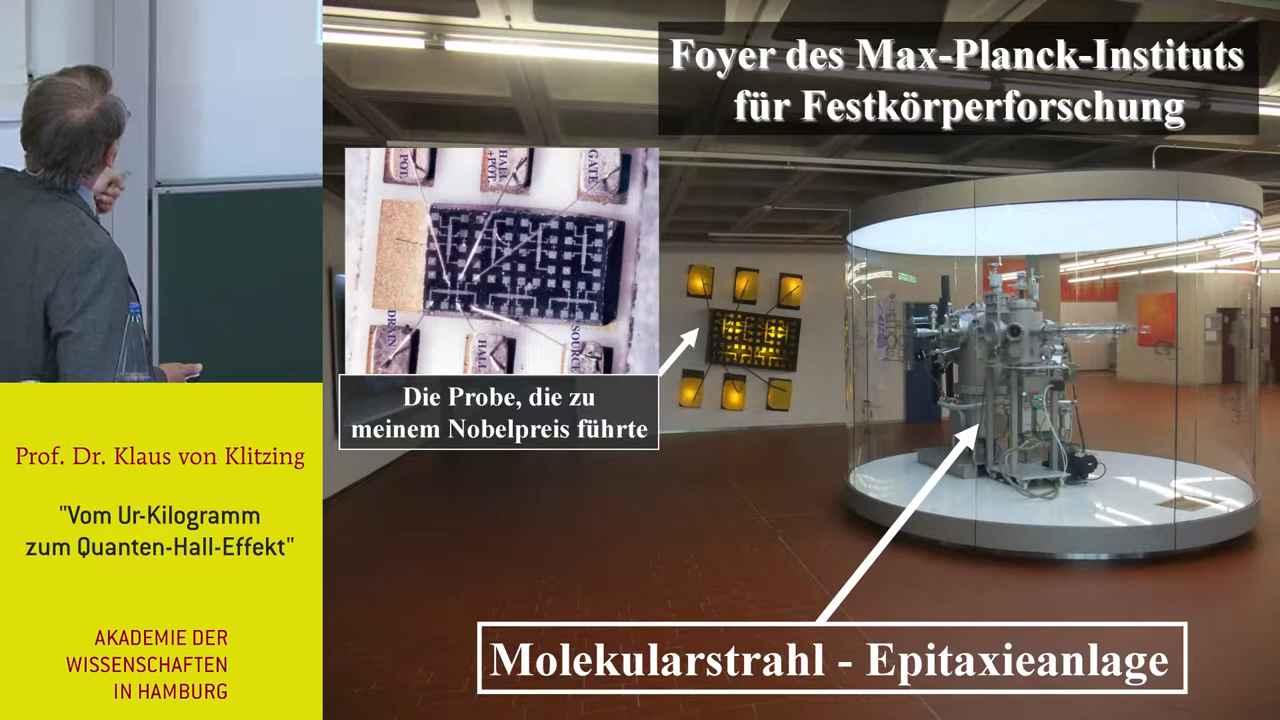 Foyer des Max-Planck-Instituts
für Festkörperforschung
POT.
HALL
+POT.
GATE
DRAIN
HALL
SOURCE
Die Probe, die zu
meinem Nobelpreis führte
Molekularstrahl - Epitaxieanlage
Prof. Dr. Klaus von Klitzing
"Vom Ur-Kilogramm
zum Quanten-Hall-Effekt"
AKADEMIE DER
WISSENSCHAFTEN
IN HAMBURG